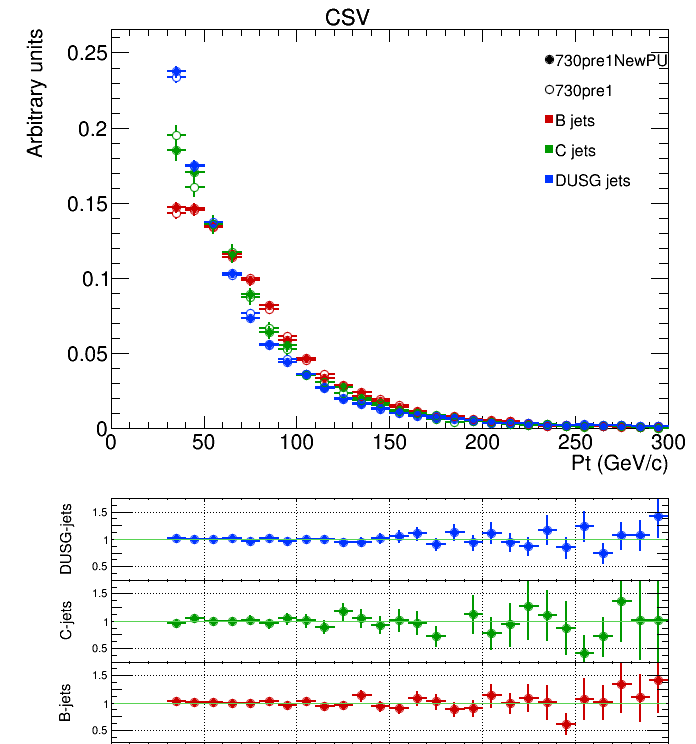 CSV
Arbitrary units
0.25
0.2
0.15
0.1
0.05
0
730pre1NewPU
730pre1
B jets
C jets
DUSG jets
0 50 100 150 200 250 300
Pt (GeV/c)
DUSG-jets
1.5
1
0.5
C-jets
1.5
1
0.5
B-jets
1.5
1
0.5